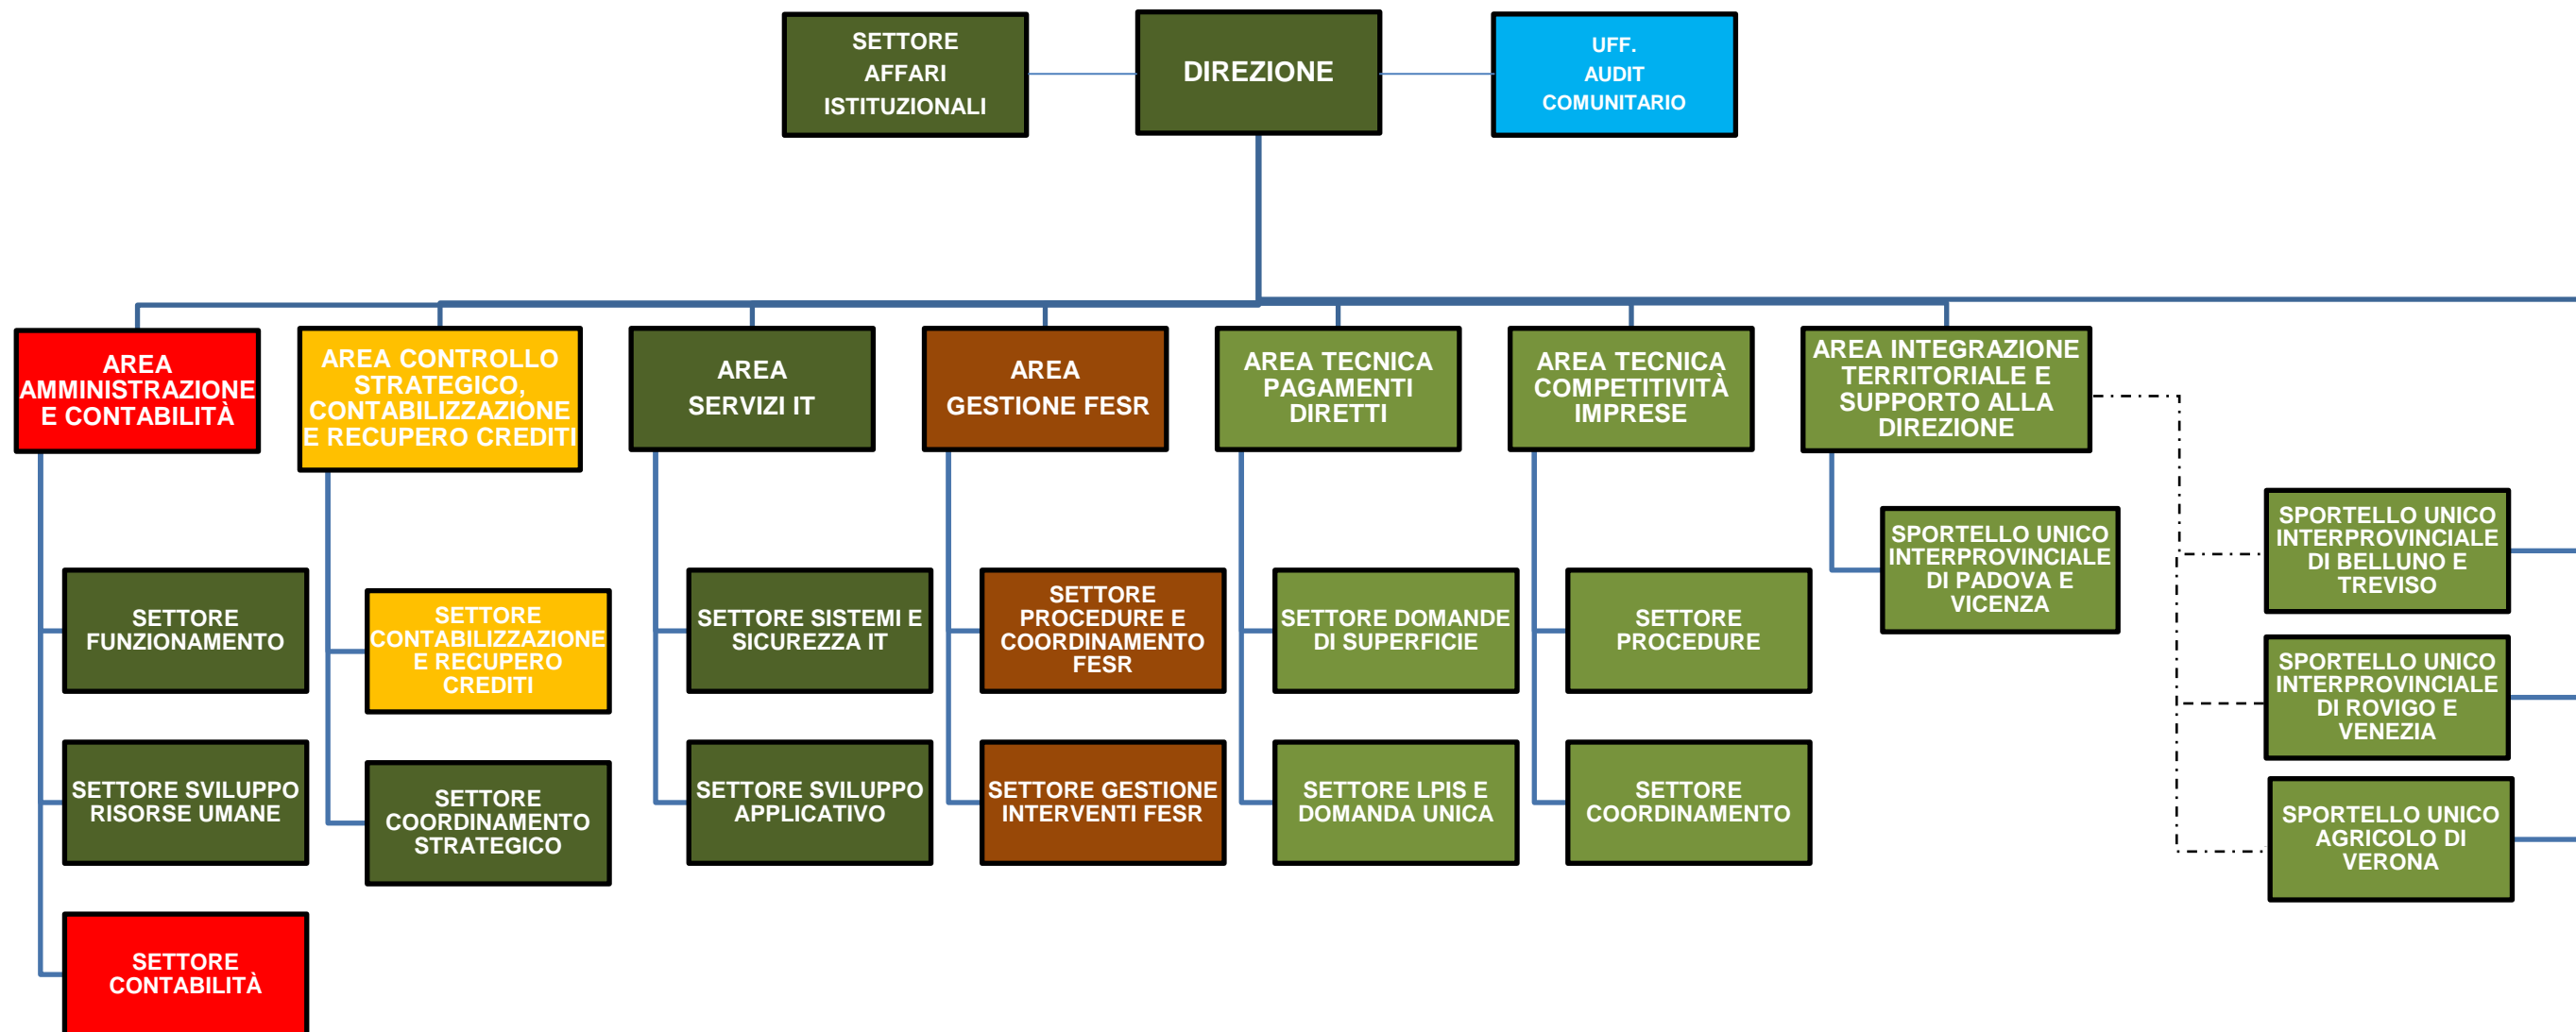 SETTORE
AFFARI
ISTITUZIONALI
DIREZIONE
UFF.
AUDIT
COMUNITARIO
AREA
AMMINISTRAZIONE
E CONTABILITÀ
AREA CONTROLLO
STRATEGICO,
CONTABILIZZAZIONE
E RECUPERO CREDITI
AREA
SERVIZI IT
AREA
GESTIONE FESR
AREA TECNICA
PAGAMENTI
DIRETTI
AREA TECNICA
COMPETITIVITÀ
IMPRESE
AREA INTEGRAZIONE
TERRITORIALE E
SUPPORTO ALLA
DIREZIONE
SETTORE
FUNZIONAMENTO
SETTORE SVILUPPO
RISORSE UMANE
SETTORE
CONTABILITÀ
SETTORE
CONTABILIZZAZIONE
E RECUPERO
CREDITI
SETTORE
COORDINAMENTO
STRATEGICO
SETTORE SISTEMI E
SICUREZZA IT
SETTORE SVILUPPO
APPLICATIVO
SETTORE
PROCEDURE E
COORDINAMENTO
FESR
SETTORE GESTIONE
INTERVENTI FESR
SETTORE DOMANDE
DI SUPERFICIE
SETTORE LPIS E
DOMANDA UNICA
SETTORE
PROCEDURE
SETTORE
COORDINAMENTO
SPORTELLO UNICO
INTERPROVINCIALE
DI PADOVA E
VICENZA
SPORTELLO UNICO
INTERPROVINCIALE
DI BELLUNO E
TREVISO
SPORTELLO UNICO
INTERPROVINCIALE
DI ROVIGO E
VENEZIA
SPORTELLO UNICO
AGRICOLO DI
VERONA